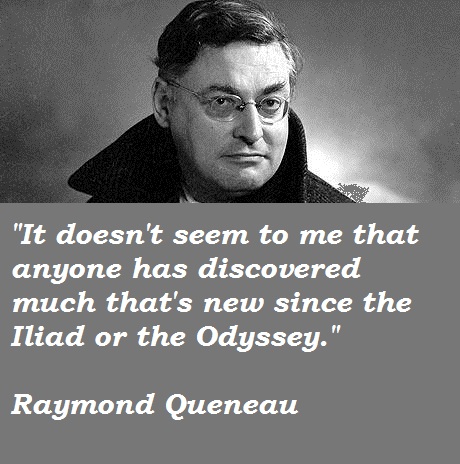 "It doesn't seem to me that
anyone has discovered
much that's new since the
Iliad or the Odyssey."
Raymond Queneau